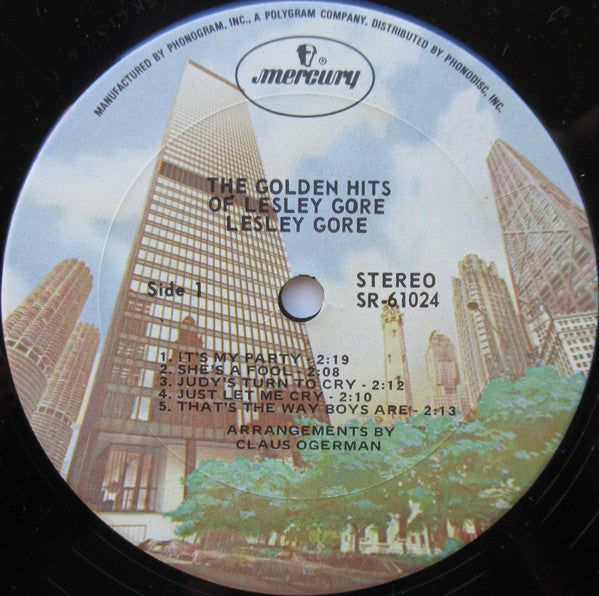 MANUFACTURED BY PHONOGRAM, INC., A POLYGRAM COMPANY. DISTRIBUTED BY PHONODISC, INC.
®
mercury
THE GOLDEN HITS
OF LESLEY GORE
LESLEY GORE
Side 1
STEREO
SR-61024
1. IT'S MY PARTY - 2:19
2. SHE'S A FOOL - 2:08
3. JUDY'S TURN TO CRY - 2:12
4. JUST LET ME CRY - 2:10
5. THAT'S THE WAY BOYS ARE - 2:13
ARRANGEMENTS BY
CLAUS OGERMAN